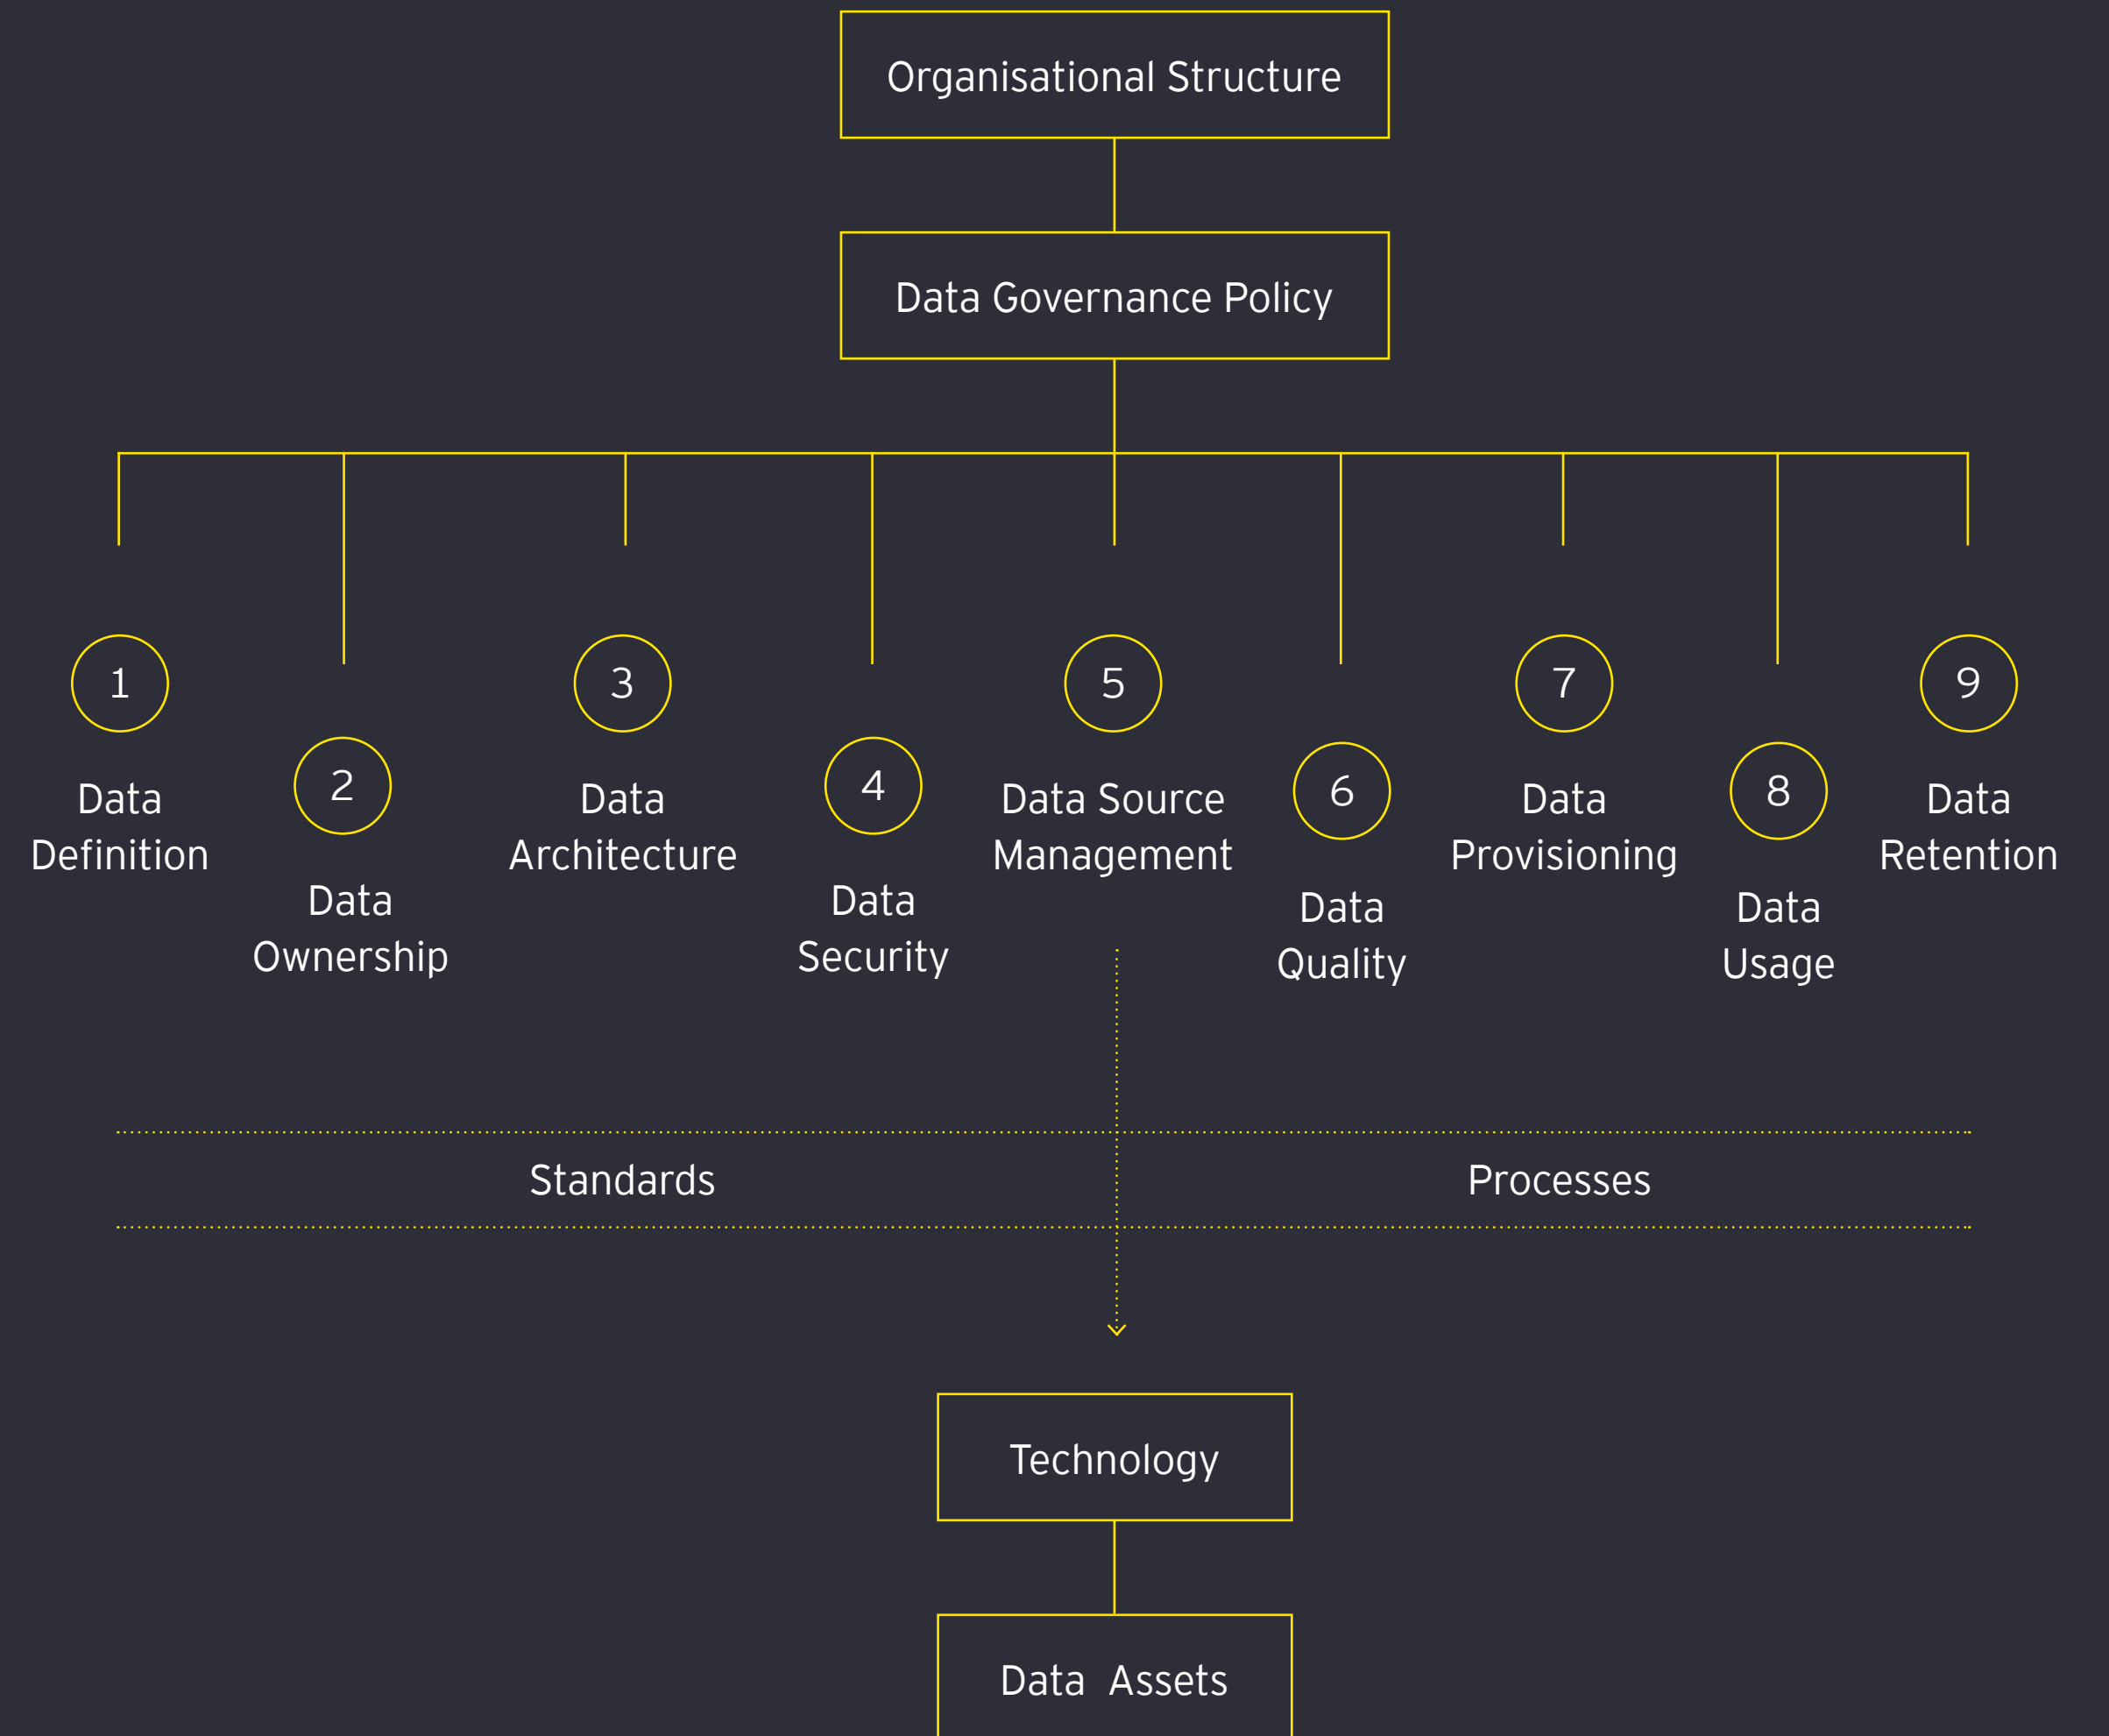 Organisational Structure
Data Governance Policy
1
Data
Definition
2
Data
Ownership
3
Data
Architecture
4
Data
Security
5
Data Source
Management
6
Data
Quality
7
Data
Provisioning
8
Data
Usage
9
Data
Retention
Standards
Processes
Technology
Data Assets